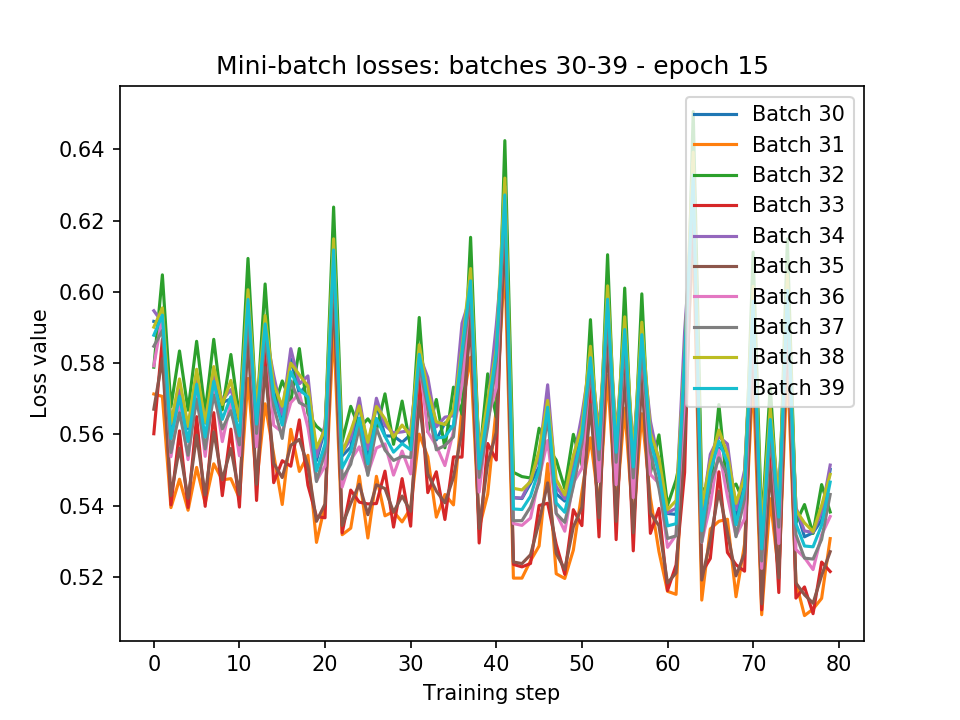 Mini-batch losses: batches 30-39 - epoch 15
Batch 30
Batch 31
Batch 32
Batch 33
Batch 34
Batch 35
Batch 36
Batch 37
Batch 38
Batch 39
0.64
0.62
0.60
0.58
0.56
0.54
0.52
Loss value
0 10 20 30 40 50 60 70 80
Training step